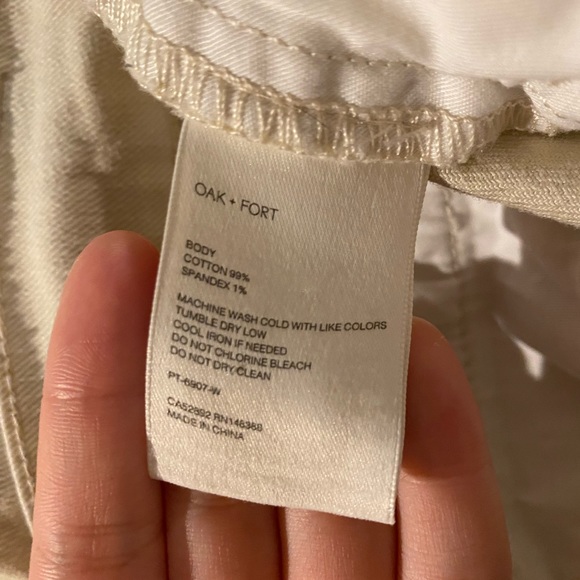 OAK + FORT
BODY
COTTON 99%
SPANDEX 1%
MACHINE WASH COLD WITH LIKE COLORS
TUMBLE DRY LOW
COOL IRON IF NEEDED
DO NOT CHLORINE BLEACH
DO NOT DRY CLEAN
PT-6907-W
CA52892 RN146388
MADE IN CHINA